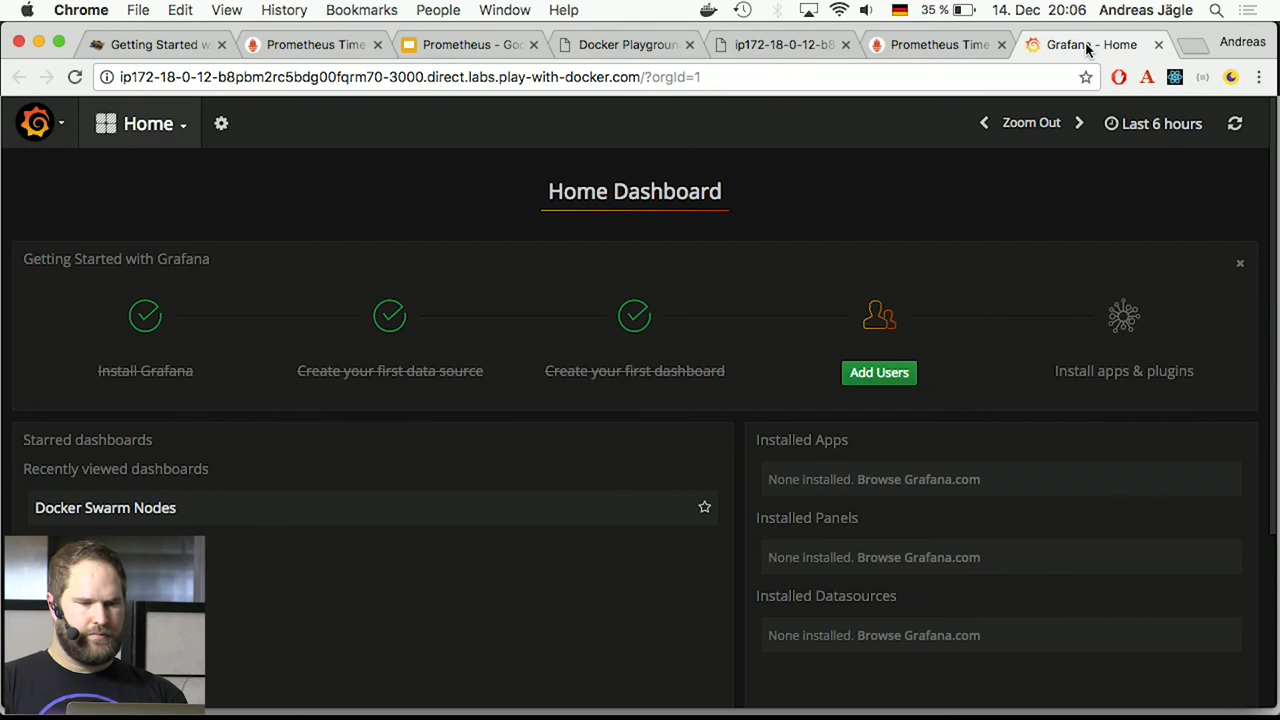 Chrome File Edit View History Bookmarks People Window Help 35 % 14. Dec 20:06 Andreas Jägle
Getting Started w Prometheus Time Prometheus - Goo Docker Playgroun ip172-18-0-12-b8 Prometheus Time Grafana - Home Andreas
ip172-18-0-12-b8pbm2rc5bdg00fqrm70-3000.direct.labs.play-with-docker.com/?orgId=1
Home Zoom Out Last 6 hours
Home Dashboard
Getting Started with Grafana
Install Grafana Create your first data source Create your first dashboard Add Users Install apps & plugins
Starred dashboards
Recently viewed dashboards
Docker Swarm Nodes
Installed Apps
None installed. Browse Grafana.com
Installed Panels
None installed. Browse Grafana.com
Installed Datasources
None installed. Browse Grafana.com